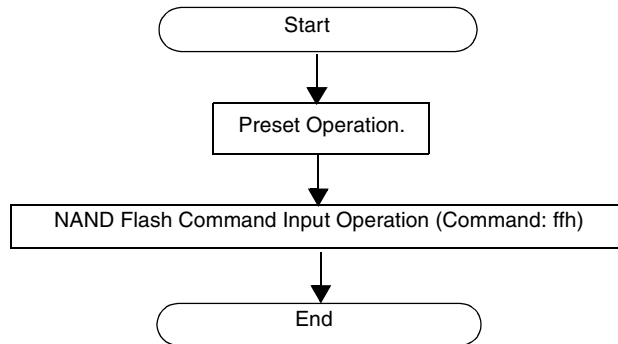 Start
Preset Operation.
NAND Flash Command Input Operation (Command: ffh)
End